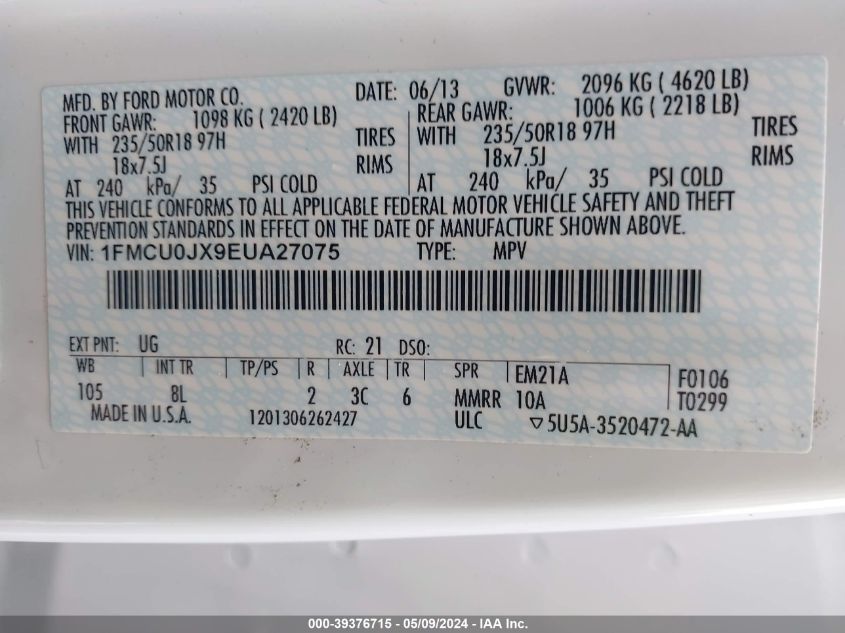 MFD. BY FORD MOTOR CO. DATE: 06/13 GVWR: 2096 KG ( 4620 LB)
FRONT GAWR: 1098 KG ( 2420 LB) REAR GAWR: 1006 KG ( 2218 LB)
WITH 235/50R18 97H TIRES WITH 235/50R18 97H TIRES
18x7.5J RIMS 18x7.5J RIMS
AT 240 kPa/ 35 PSI COLD AT 240 kPa/ 35 PSI COLD
THIS VEHICLE CONFORMS TO ALL APPLICABLE FEDERAL MOTOR VEHICLE SAFETY AND THEFT
PREVENTION STANDARDS IN EFFECT ON THE DATE OF MANUFACTURE SHOWN ABOVE.
VIN: 1FMCU0JX9EUA27075 TYPE: MPV
EXT PNT: UG RC: 21 DSO:
WB INT TR TP/PS R AXLE TR SPR EM21A F0106
105 8L 2 3C 6 MMRR 10A T0299
MADE IN U.S.A. 1201306262427 ULC ▽5U5A-3520472-AA
000-39376715 - 05/09/2024 - IAA Inc.